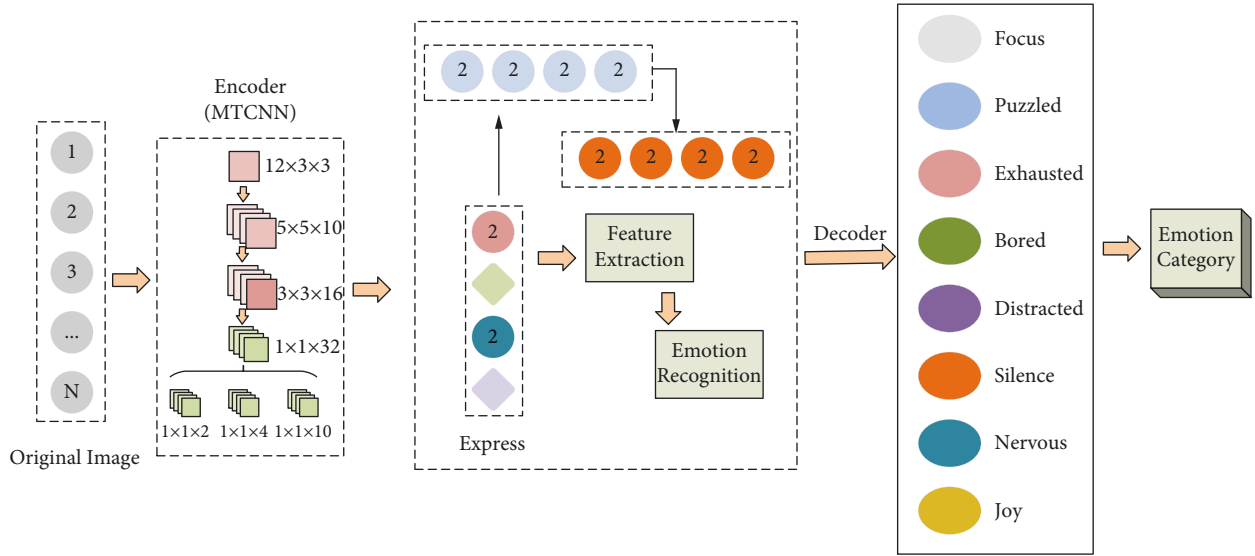 Original Image
1
2
3
...
N
Encoder
(MTCNN)
12×3×3
5×5×10
3×3×16
1×1×32
1×1×2 1×1×4 1×1×10
2 2 2 2
2 2 2 2
2
2
Express
Feature
Extraction
Emotion
Recognition
Decoder
Focus
Puzzled
Exhausted
Bored
Distracted
Silence
Nervous
Joy
Emotion
Category